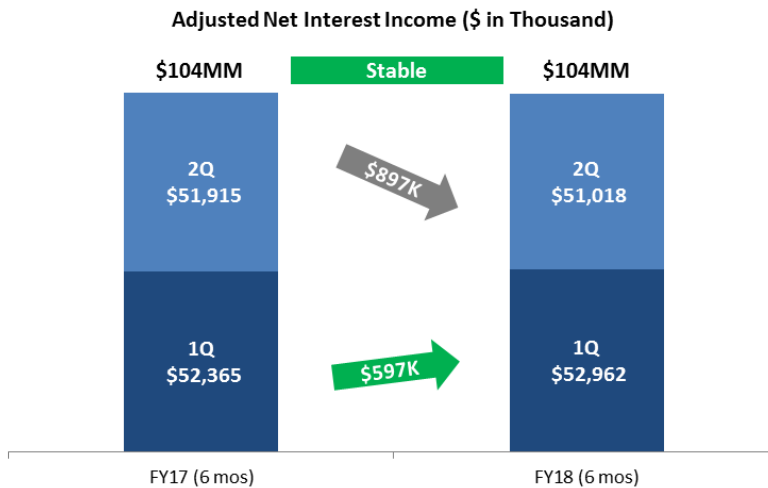 Adjusted Net Interest Income ($ in Thousand)
$104MM
Stable
$104MM
2Q
$51,915
$897K
2Q
$51,018
1Q
$52,365
$597K
1Q
$52,962
FY17 (6 mos)
FY18 (6 mos)